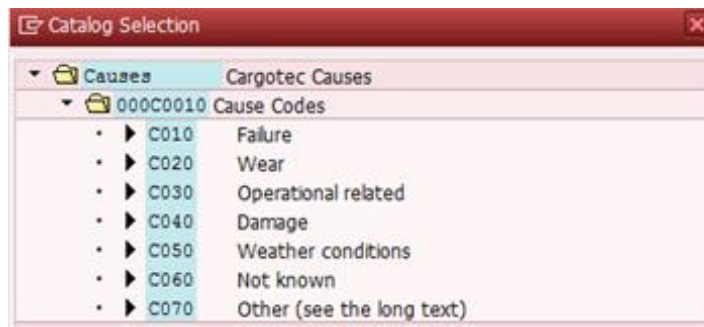 Catalog Selection
Causes Cargotec Causes
000C0010 Cause Codes
C010 Failure
C020 Wear
C030 Operational related
C040 Damage
C050 Weather conditions
C060 Not known
C070 Other (see the long text)